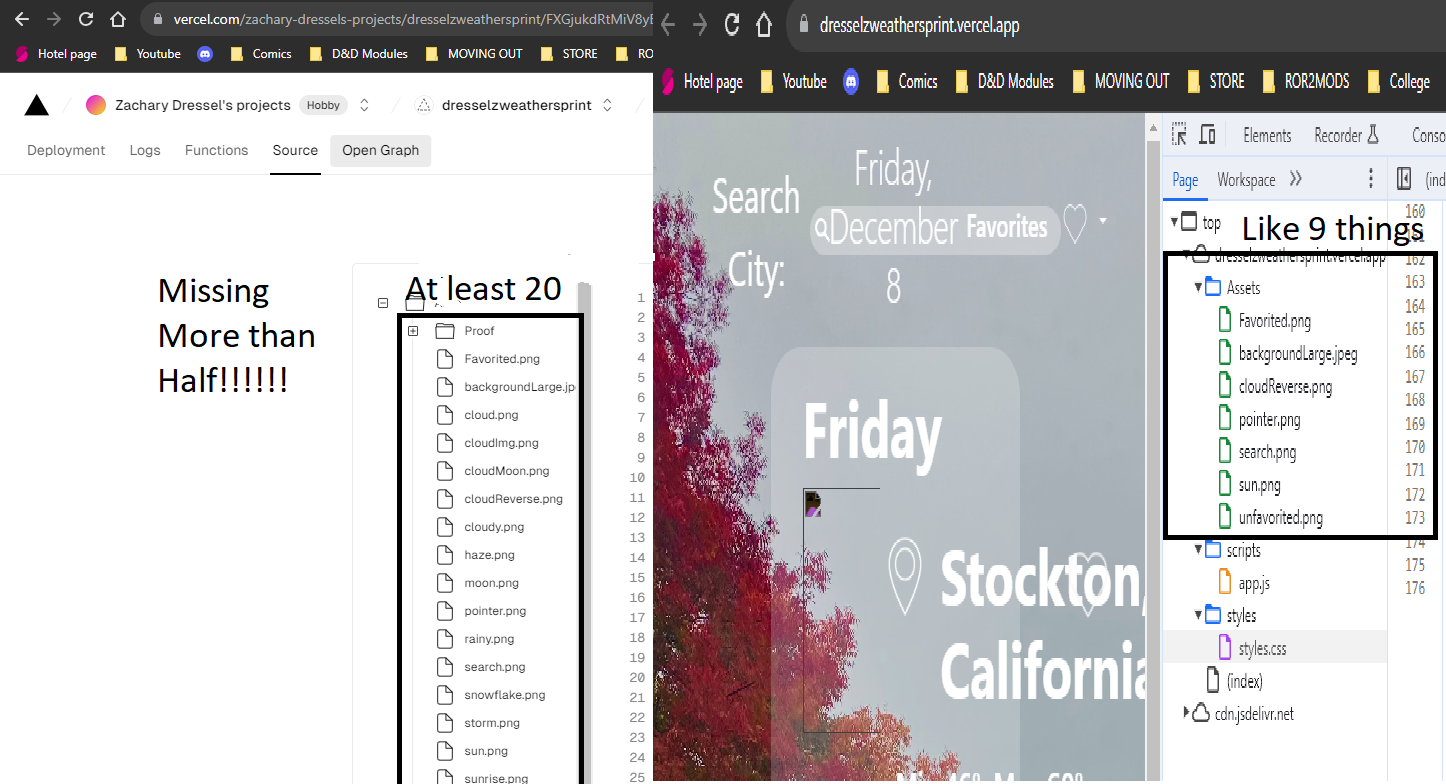 vercel.com/zachary-dressels-projects/dresselzweathersprint/FXGjukdRtMiV8yE
Hotel page Youtube Comics D&D Modules MOVING OUT STORE RO
Zachary Dressel's projects Hobby dresselzweathersprint
Deployment Logs Functions Source Open Graph
Missing
More than
Half!!!!!!
At least 20
Proof
Favorited.png
backgroundLarge.jp
cloud.png
cloudImg.png
cloudMoon.png
cloudReverse.png
cloudy.png
haze.png
moon.png
pointer.png
rainy.png
search.png
snowflake.png
storm.png
sun.png
sunrise.png
1
2
3
4
5
6
7
8
9
10
11
12
13
14
15
16
17
18
19
20
21
22
23
24
25
dresselzweathersprint.vercel.app
Hotel page Youtube Comics D&D Modules MOVING OUT STORE ROR2MODS College
Search
City:
Friday,
December
8
Favorites
Friday
Stockton,
California
Elements Recorder Conso
Page Workspace (ind
top
Like 9 things
dresselzweathersprint.vercel.app
Assets
Favorited.png
backgroundLarge.jpeg
cloudReverse.png
pointer.png
search.png
sun.png
unfavorited.png
scripts
app.js
styles
styles.css
(index)
cdn.jsdelivr.net
160
162
163
164
165
166
167
168
169
170
171
172
173
174
175
176